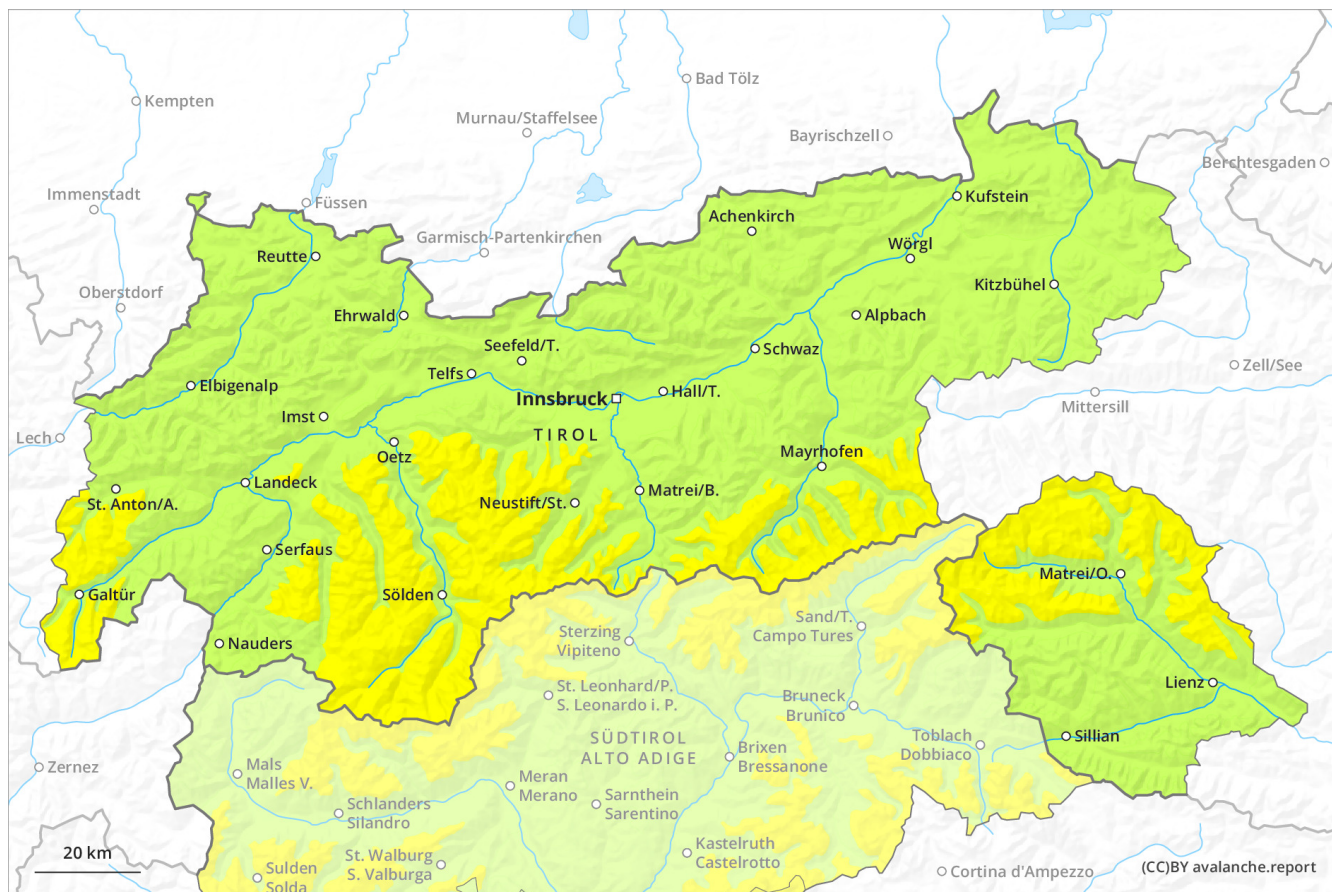 Bad Tölz
Kempten
Murnau/Staffelsee
Bayrischzell
Berchtesgaden
Immenstadt
Füssen
Kufstein
Achenkirch
Garmisch-Partenkirchen
Wörgl
Reutte
Kitzbühel
Oberstdorf
Ehrwald
Alpbach
Seefeld/T.
Schwaz
Zell/See
Telfs
Elbigenalp
Innsbruck
Hall/T.
Mittersill
Imst
TIROL
Lech
Oetz
Mayrhofen
Landeck
St. Anton/A.
Neustift/St.
Matrei/B.
Serfaus
Matrei/O.
Galtür
Sölden
Sand/T.
Campo Tures
Sterzing
Vipiteno
Nauders
Lienz
St. Leonhard/P.
S. Leonardo i. P.
Bruneck
Brunico
SÜDTIROL
ALTO ADIGE
Toblach
Dobbiaco
Sillian
Brixen
Bressanone
Zernez
Mals
Malles V.
Meran
Merano
Sarnthein
Sarentino
Schlanders
Silandro
Kastelruth
Castelrotto
20 km
St. Walburg
S. Valburga
Sulden
Solda
Cortina d'Ampezzo
(CC)BY avalanche.report